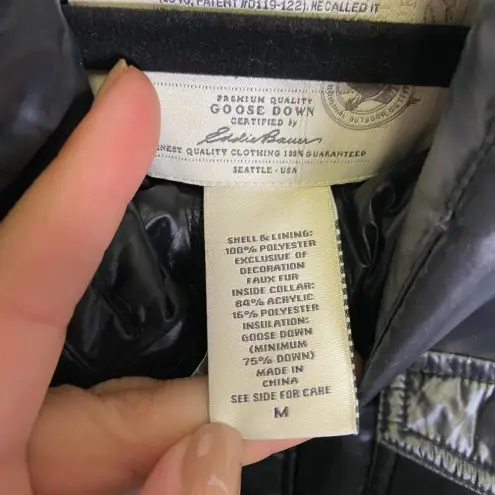 PATENT #D119-122). HE CALLED IT
PREMIUM QUALITY
GOOSE DOWN
CERTIFIED by
Eddie Bauer
FINEST QUALITY CLOTHING 100% GUARANTEED
SEATTLE · USA
SHELL & LINING:
100% POLYESTER
EXCLUSIVE OF
DECORATION
FAUX FUR
INSIDE COLLAR:
84% ACRYLIC
16% POLYESTER
INSULATION:
GOOSE DOWN
(MINIMUM
75% DOWN)
MADE IN
CHINA
SEE SIDE FOR CARE
M